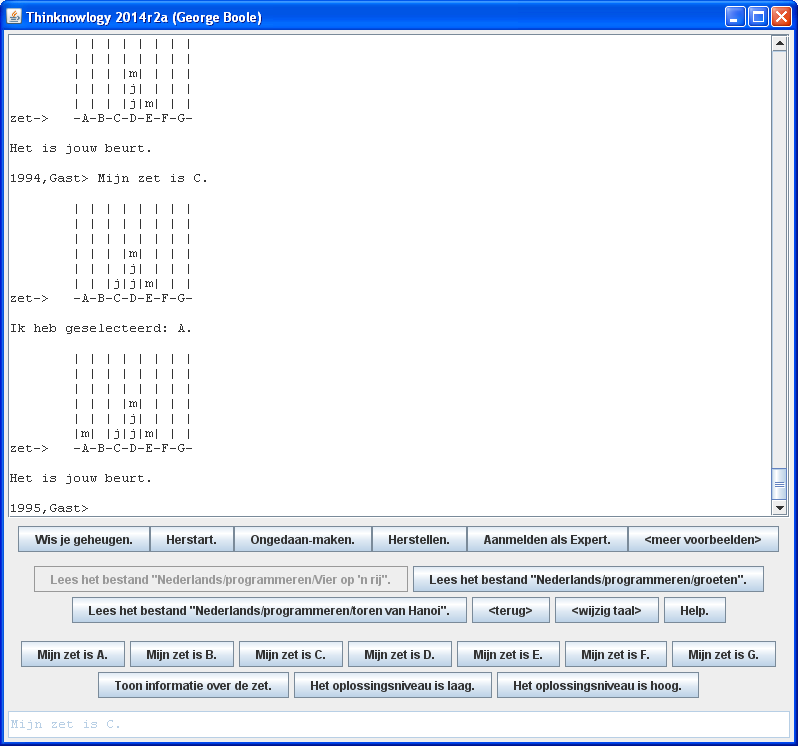 Thinknowlogy 2014r2a (George Boole)
        | | | | | | | |
        | | | | | | | |
        | | | |m| | | |
        | | | |j| | | |
        | | | |j|m| | |
zet->   -A-B-C-D-E-F-G-
Het is jouw beurt.
1994,Gast> Mijn zet is C.
        | | | | | | | |
        | | | | | | | |
        | | | | | | | |
        | | | |m| | | |
        | | | |j| | | |
        | | |j|j|m| | |
zet->   -A-B-C-D-E-F-G-
Ik heb geselecteerd: A.
        | | | | | | | |
        | | | | | | | |
        | | | | | | | |
        | | | |m| | | |
        | | | |j| | | |
        |m| |j|j|m| | |
zet->   -A-B-C-D-E-F-G-
Het is jouw beurt.
1995,Gast>
Wis je geheugen. Herstart. Ongedaan-maken. Herstellen. Aanmelden als Expert. <meer voorbeelden>
Lees het bestand "Nederlands/programmeren/Vier op 'n rij". Lees het bestand "Nederlands/programmeren/groeten".
Lees het bestand "Nederlands/programmeren/toren van Hanoi". <terug> <wijzig taal> Help.
Mijn zet is A. Mijn zet is B. Mijn zet is C. Mijn zet is D. Mijn zet is E. Mijn zet is F. Mijn zet is G.
Toon informatie over de zet. Het oplossingsniveau is laag. Het oplossingsniveau is hoog.
Mijn zet is C.